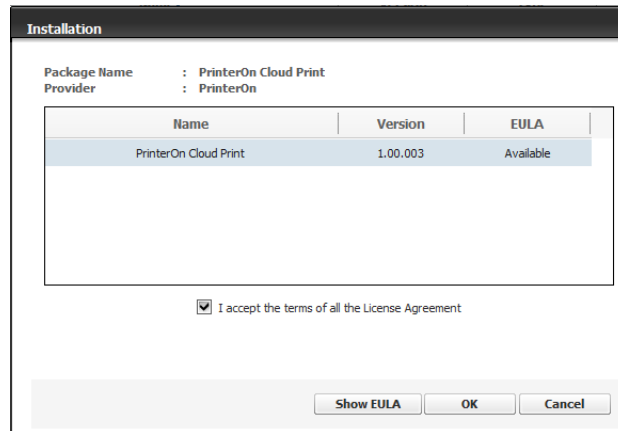 Installation
Package Name : PrinterOn Cloud Print
Provider : PrinterOn
Name Version EULA
PrinterOn Cloud Print 1.00.003 Available
I accept the terms of all the License Agreement
Show EULA OK Cancel